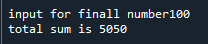 input for finall number100
total sum is 5050